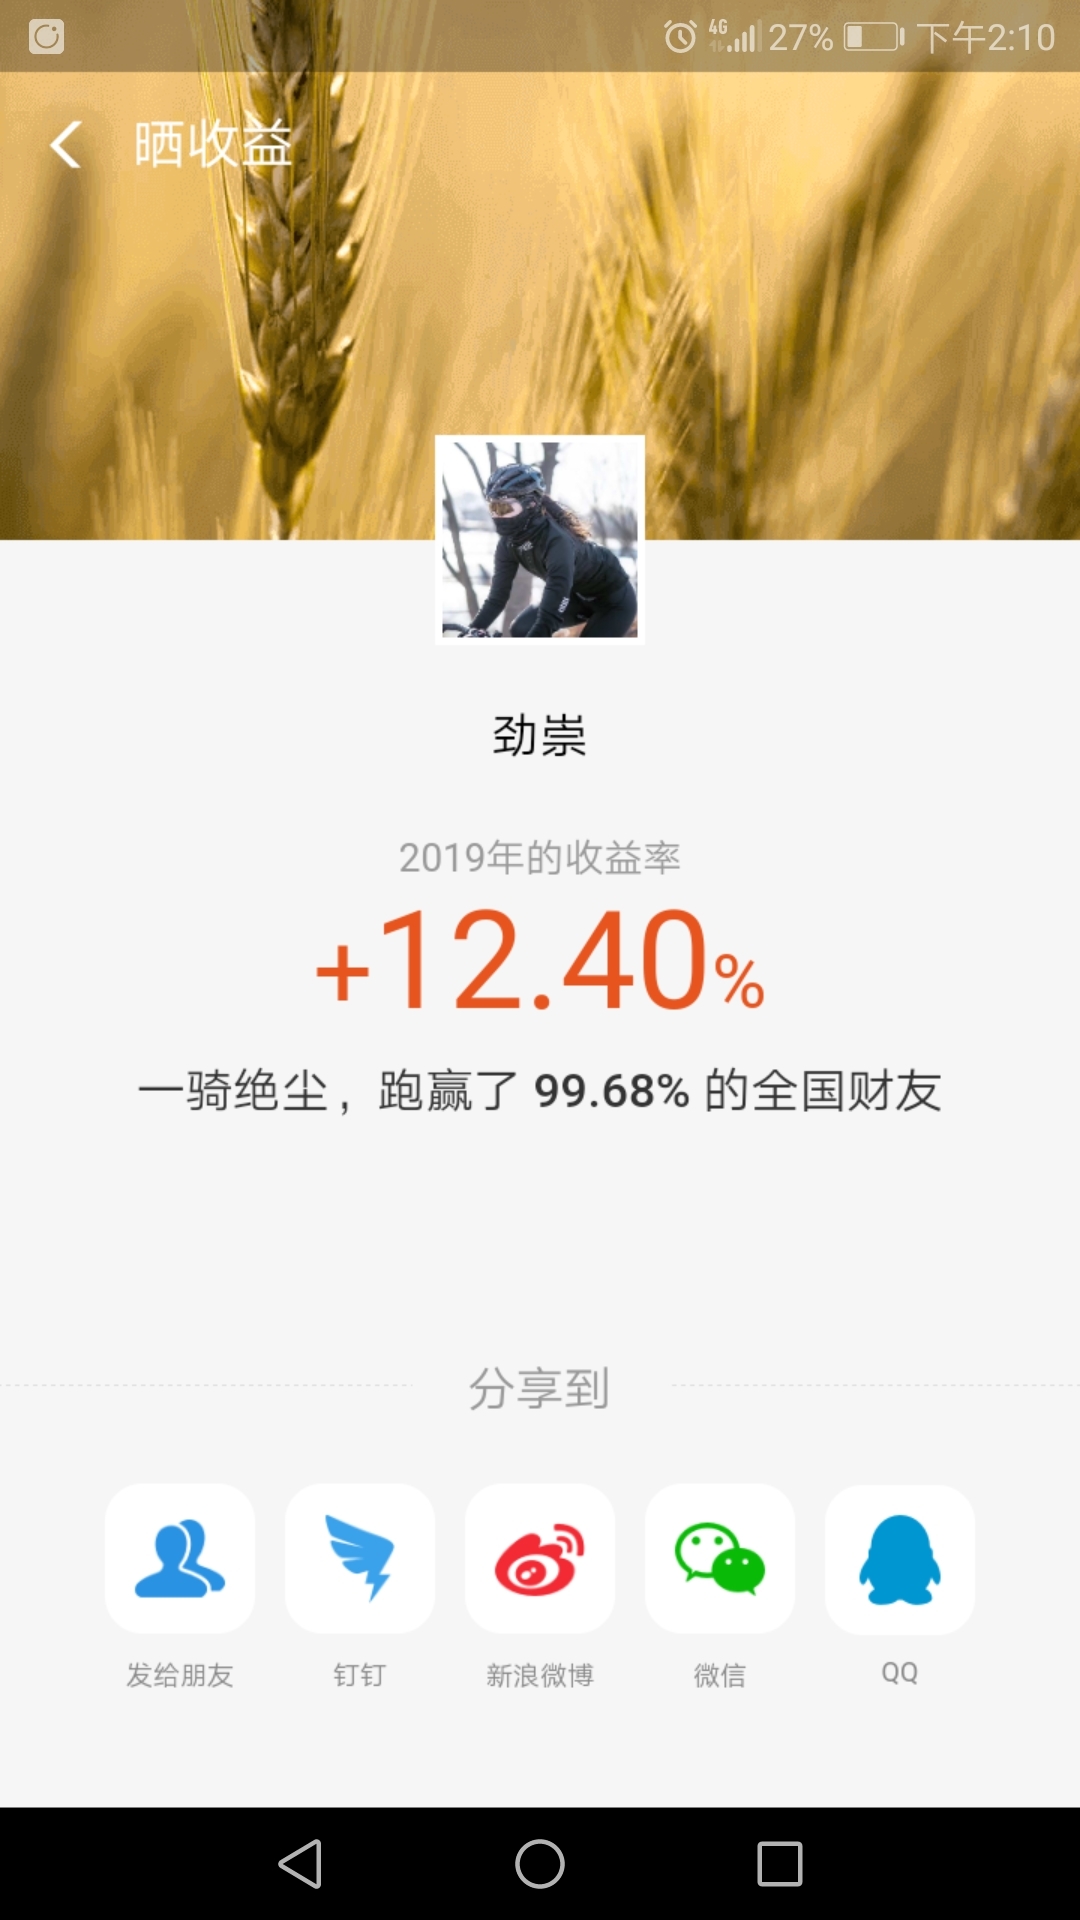 4G 27% 下午2:10
晒收益
劲崇
2019年的收益率
+12.40%
一骑绝尘，跑赢了 99.68% 的全国财友
分享到
发给朋友 钉钉 新浪微博 微信 QQ